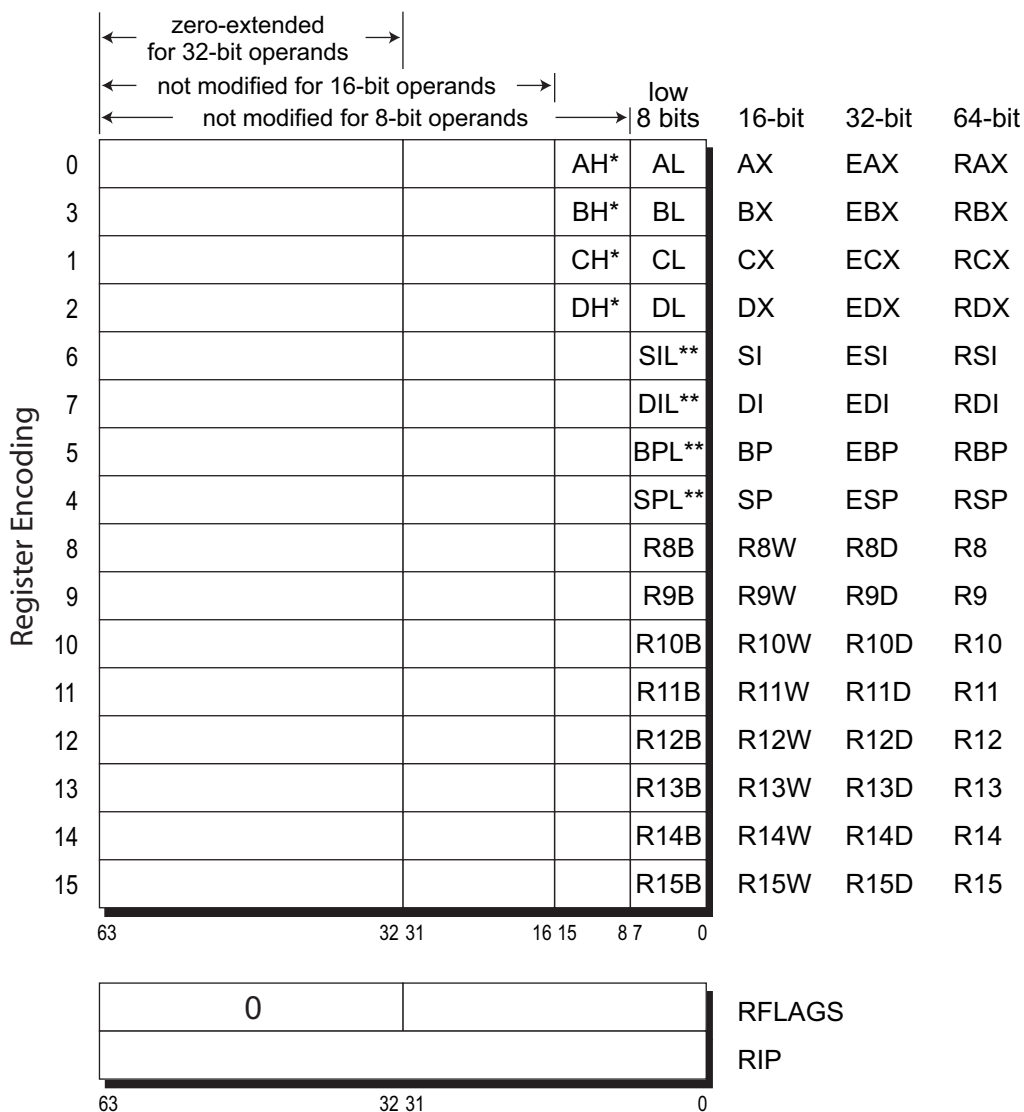 zero-extended
for 32-bit operands
not modified for 16-bit operands
low
not modified for 8-bit operands 8 bits 16-bit 32-bit 64-bit
0 AH* AL AX EAX RAX
3 BH* BL BX EBX RBX
1 CH* CL CX ECX RCX
2 DH* DL DX EDX RDX
6 SIL** SI ESI RSI
7 DIL** DI EDI RDI
5 BPL** BP EBP RBP
4 SPL** SP ESP RSP
8 R8B R8W R8D R8
9 R9B R9W R9D R9
10 R10B R10W R10D R10
11 R11B R11W R11D R11
12 R12B R12W R12D R12
13 R13B R13W R13D R13
14 R14B R14W R14D R14
15 R15B R15W R15D R15
Register Encoding
63 32 31 16 15 8 7 0
0 RFLAGS
RIP
63 32 31 0